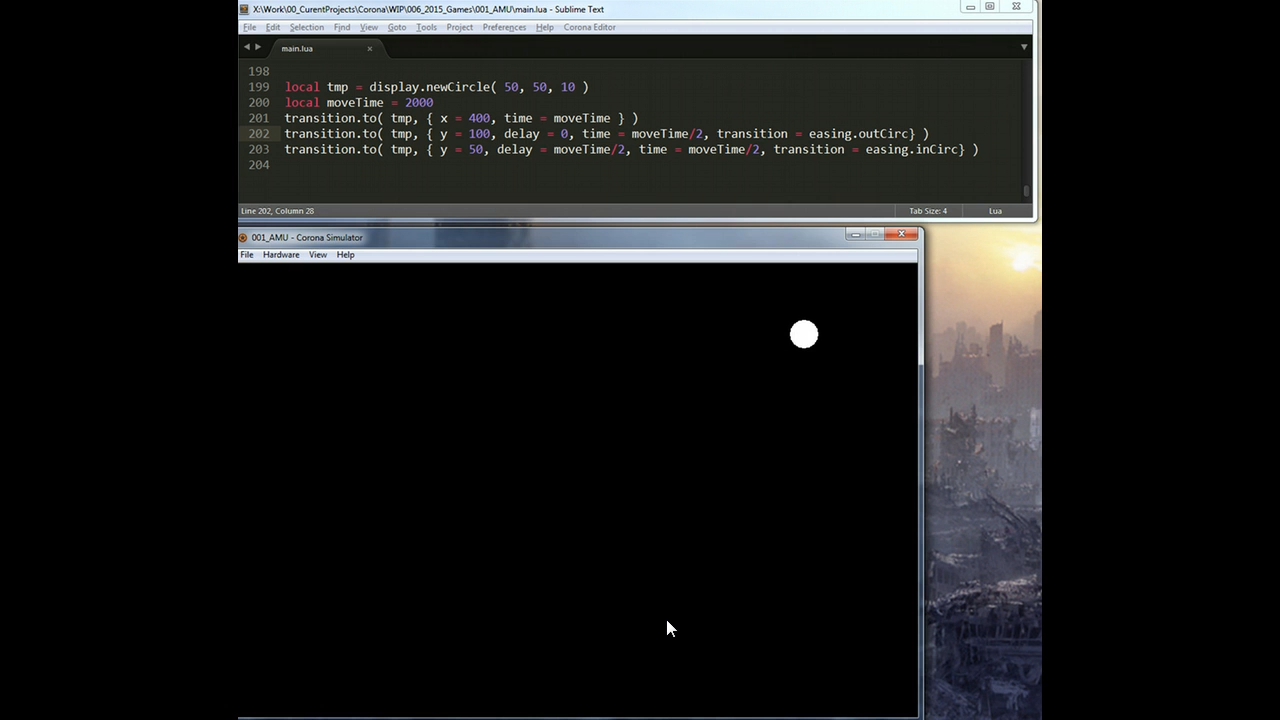 X:\Work\00_CurentProjects\Corona\WIP\006_2015_Games\001_AMU\main.lua - Sublime Text
File Edit Selection Find View Goto Tools Project Preferences Help Corona Editor
main.lua
198
199 local tmp = display.newCircle( 50, 50, 10 )
200 local moveTime = 2000
201 transition.to( tmp, { x = 400, time = moveTime } )
202 transition.to( tmp, { y = 100, delay = 0, time = moveTime/2, transition = easing.outCirc} )
203 transition.to( tmp, { y = 50, delay = moveTime/2, time = moveTime/2, transition = easing.inCirc} )
204
Line 202, Column 28 Tab Size: 4 Lua
001_AMU - Corona Simulator
File Hardware View Help